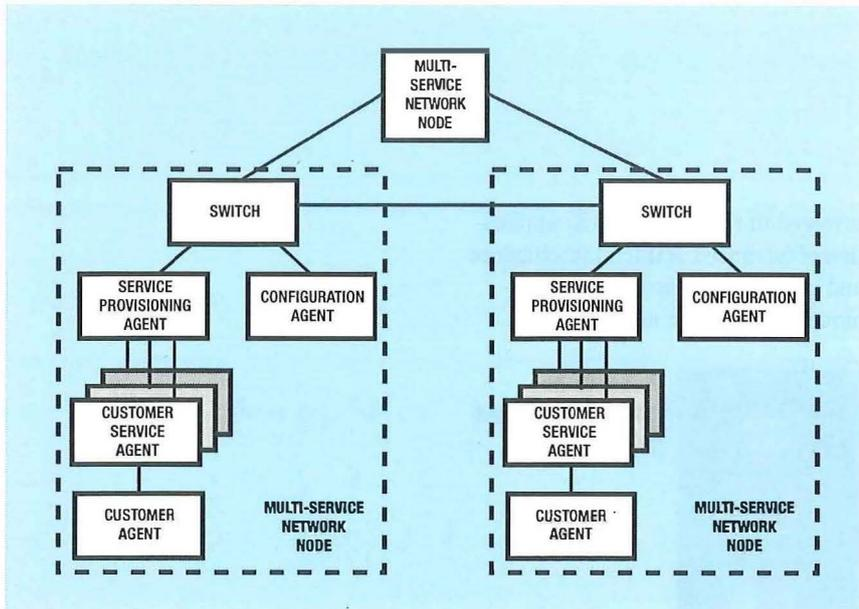 MULTI-
SERVICE
NETWORK
NODE
SWITCH
SWITCH
SERVICE
PROVISIONING
AGENT
CONFIGURATION
AGENT
SERVICE
PROVISIONING
AGENT
CONFIGURATION
AGENT
CUSTOMER
SERVICE
AGENT
CUSTOMER
SERVICE
AGENT
CUSTOMER
AGENT
MULTI-SERVICE
NETWORK
NODE
CUSTOMER
AGENT
MULTI-SERVICE
NETWORK
NODE